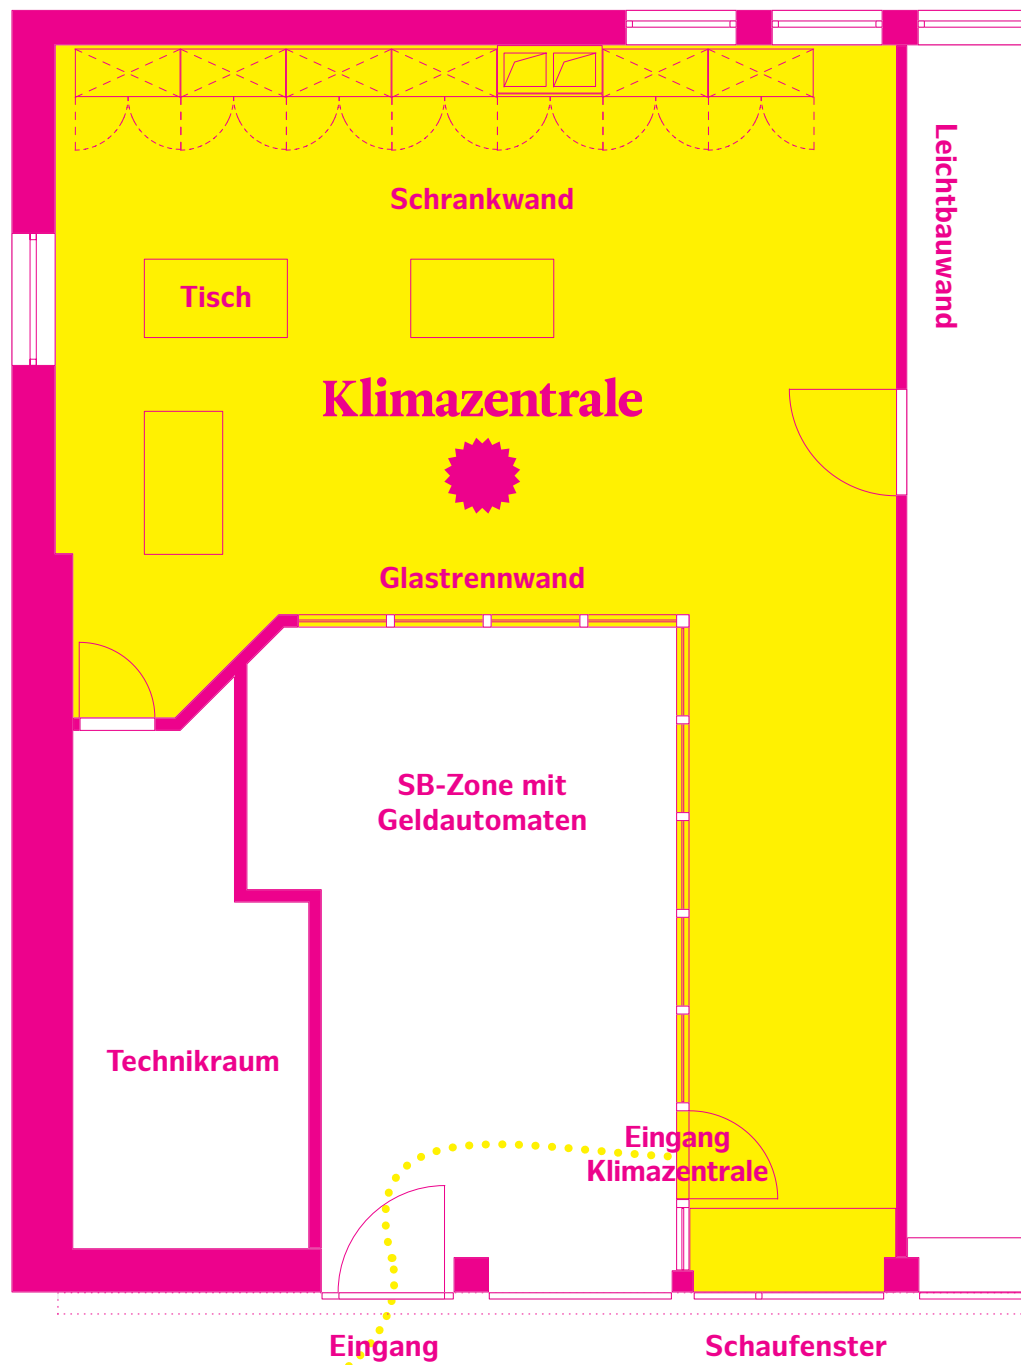 Schrankwand
Leichtbauwand
Tisch
Klimazentrale
Glastrennwand
SB-Zone mit
Geldautomaten
Technikraum
Eingang
Klimazentrale
Eingang
Schaufenster